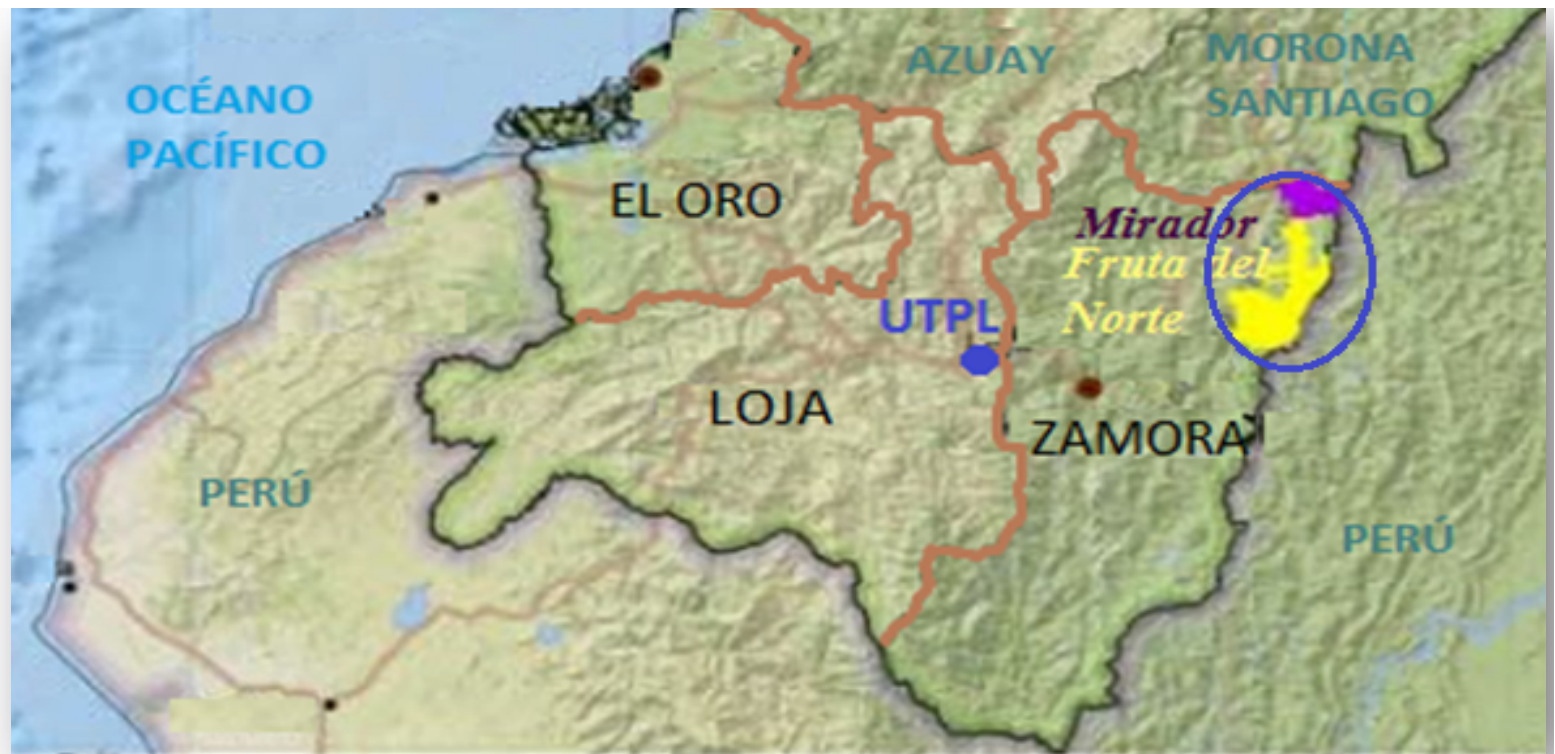 OCÉANO
PACÍFICO
AZUAY
MORONA
SANTIAGO
EL ORO
Mirador
Fruta del
Norte
UTPL
LOJA
ZAMORA
PERÚ
PERÚ